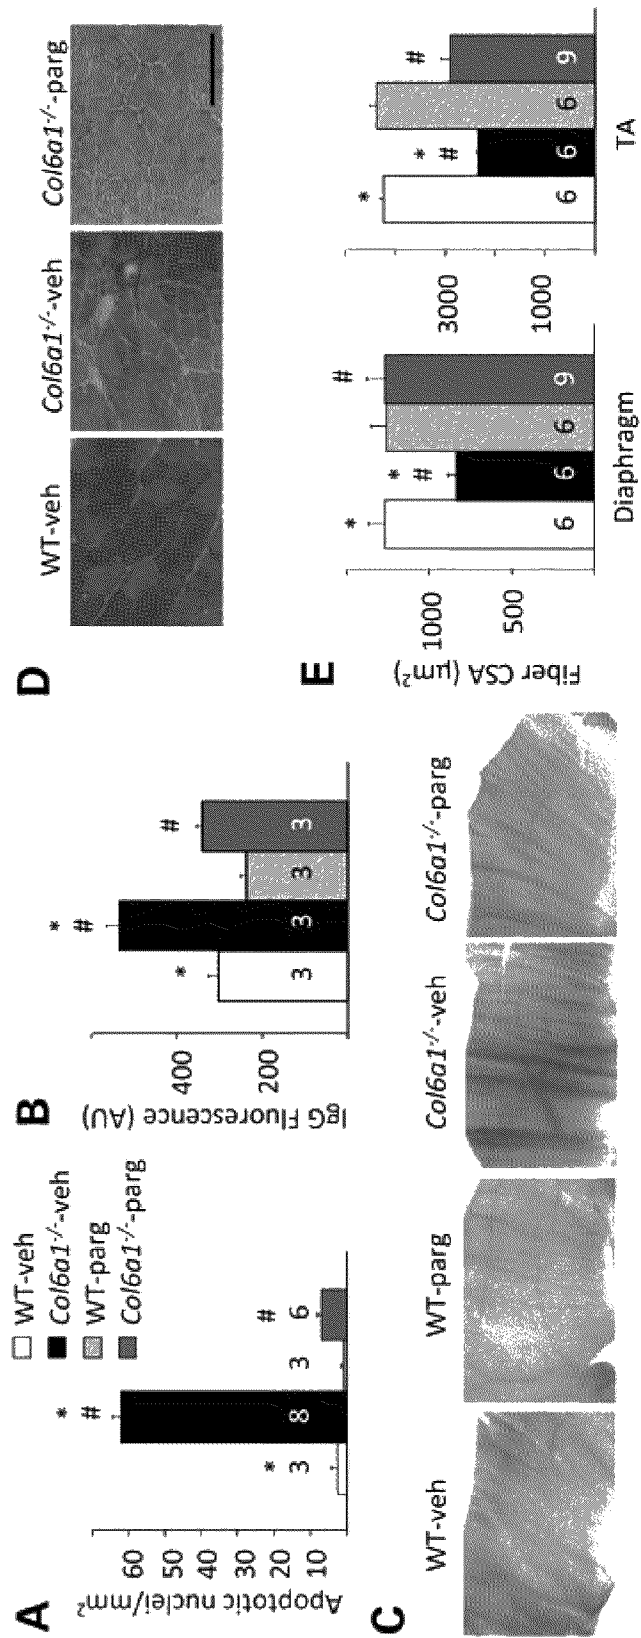 A
Apoptotic nuclei/mm²
60
50
40
30
20
10
* 3
* # 8
3
# 6
WT-veh
Col6a1-/--veh
WT-parg
Col6a1-/--parg
B
IgG Fluorescence (AU)
400
200
* 3
* # 3
3
# 3
C
WT-veh
WT-parg
Col6a1-/--veh
Col6a1-/--parg
D
WT-veh
Col6a1-/--veh
Col6a1-/--parg
E
Fiber CSA (µm²)
1000
500
* 6
* # 6
6
# 9
Diaphragm
3000
1000
* 6
* # 6
6
# 9
TA